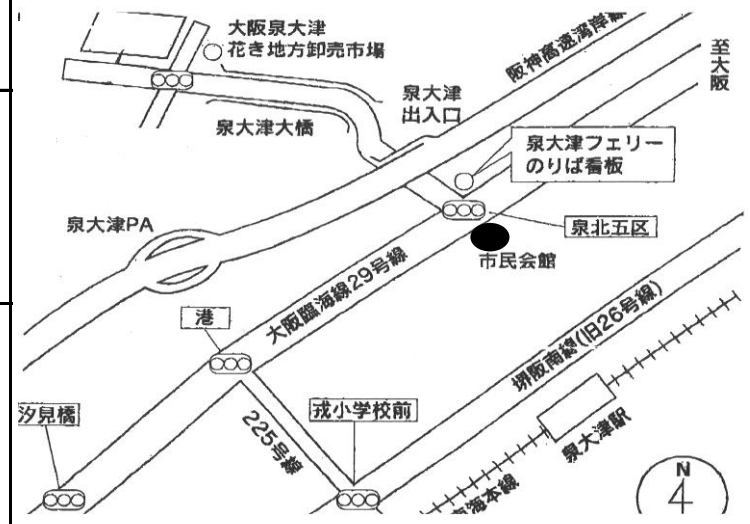 大阪泉大津
花き地方卸売市場
阪神高速湾岸線
至大阪
泉大津
出入口
泉大津大橋
泉大津フェリー
のりば看板
泉大津PA
泉北五区
市民会館
大阪臨海線29号線
港
堺阪南線(旧26号線)
汐見橋
225号線
戎小学校前
泉大津駅
南海本線
N